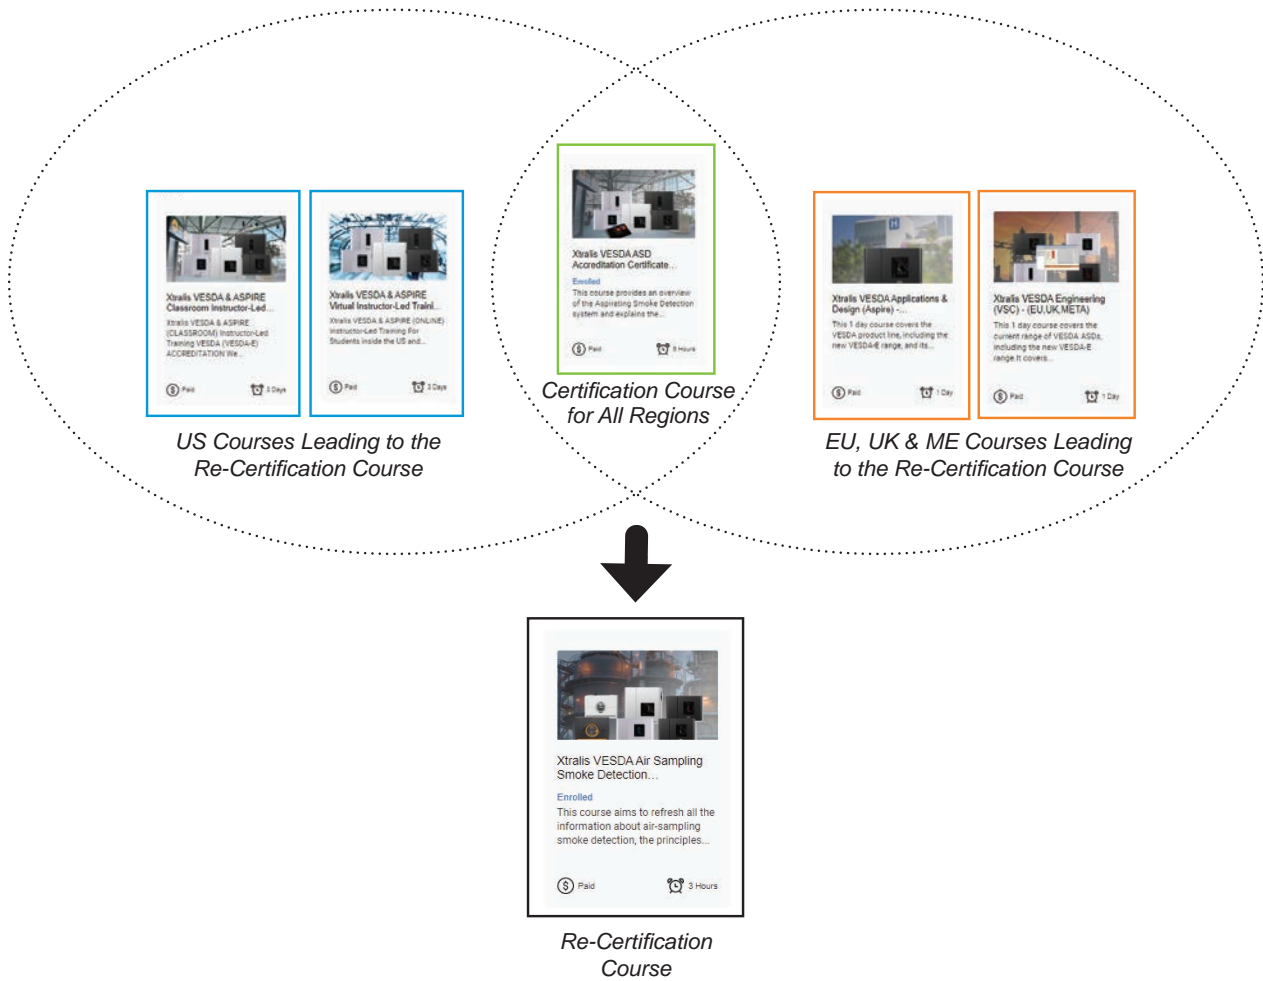 Xtralis VESDA & ASPIRE
Classroom Instructor-Led...
Xtralis VESDA & ASPIRE
(CLASSROOM) Instructor-Led
Training VESDA (VESDA-E)
ACCREDITATION We...
Paid
3 Days
Xtralis VESDA & ASPIRE
Virtual Instructor-Led Traini...
Xtralis VESDA & ASPIRE (ONLINE)
Instructor-Led Training For
Students inside the US and...
Paid
3 Days
US Courses Leading to the
Re-Certification Course
Xtralis VESDA ASD
Accreditation Certificate...
Enrolled
This course provides an overview
of the Aspirating Smoke Detection
system and explains the...
Paid
Hours
Certification Course
for All Regions
Xtralis VESDA Applications &
Design (Aspire) -...
This 1 day course covers the
VESDA product line, including the
new VESDA-E range, and its...
Paid
1 Day
Xtralis VESDA Engineering
(VSC) - (EU,UK,META)
This 1 day course covers the
current range of VESDA ASDs,
including the new VESDA-E
range.It covers...
Paid
1 Day
EU, UK & ME Courses Leading
to the Re-Certification Course
Xtralis VESDA Air Sampling
Smoke Detection...
Enrolled
This course aims to refresh all the
information about air-sampling
smoke detection, the principles...
Paid
3 Hours
Re-Certification
Course